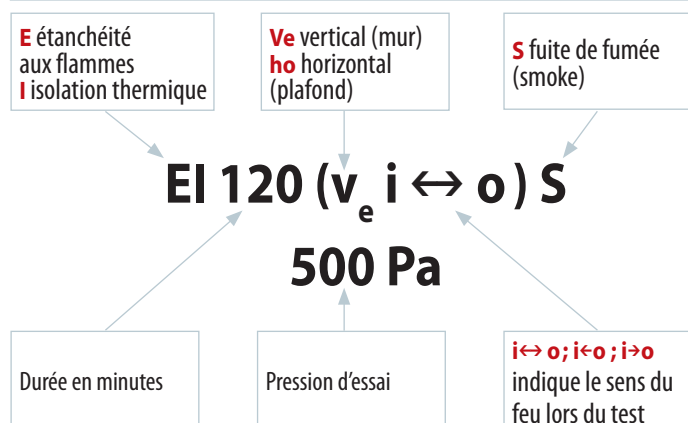 E étanchéité
aux flammes
I isolation thermique
Ve vertical (mur)
ho horizontal
(plafond)
S fuite de fumée
(smoke)
EI 120 (ve i ↔ o) S
500 Pa
Durée en minutes
Pression d'essai
i↔ o; i←o ; i→o
indique le sens du
feu lors du test